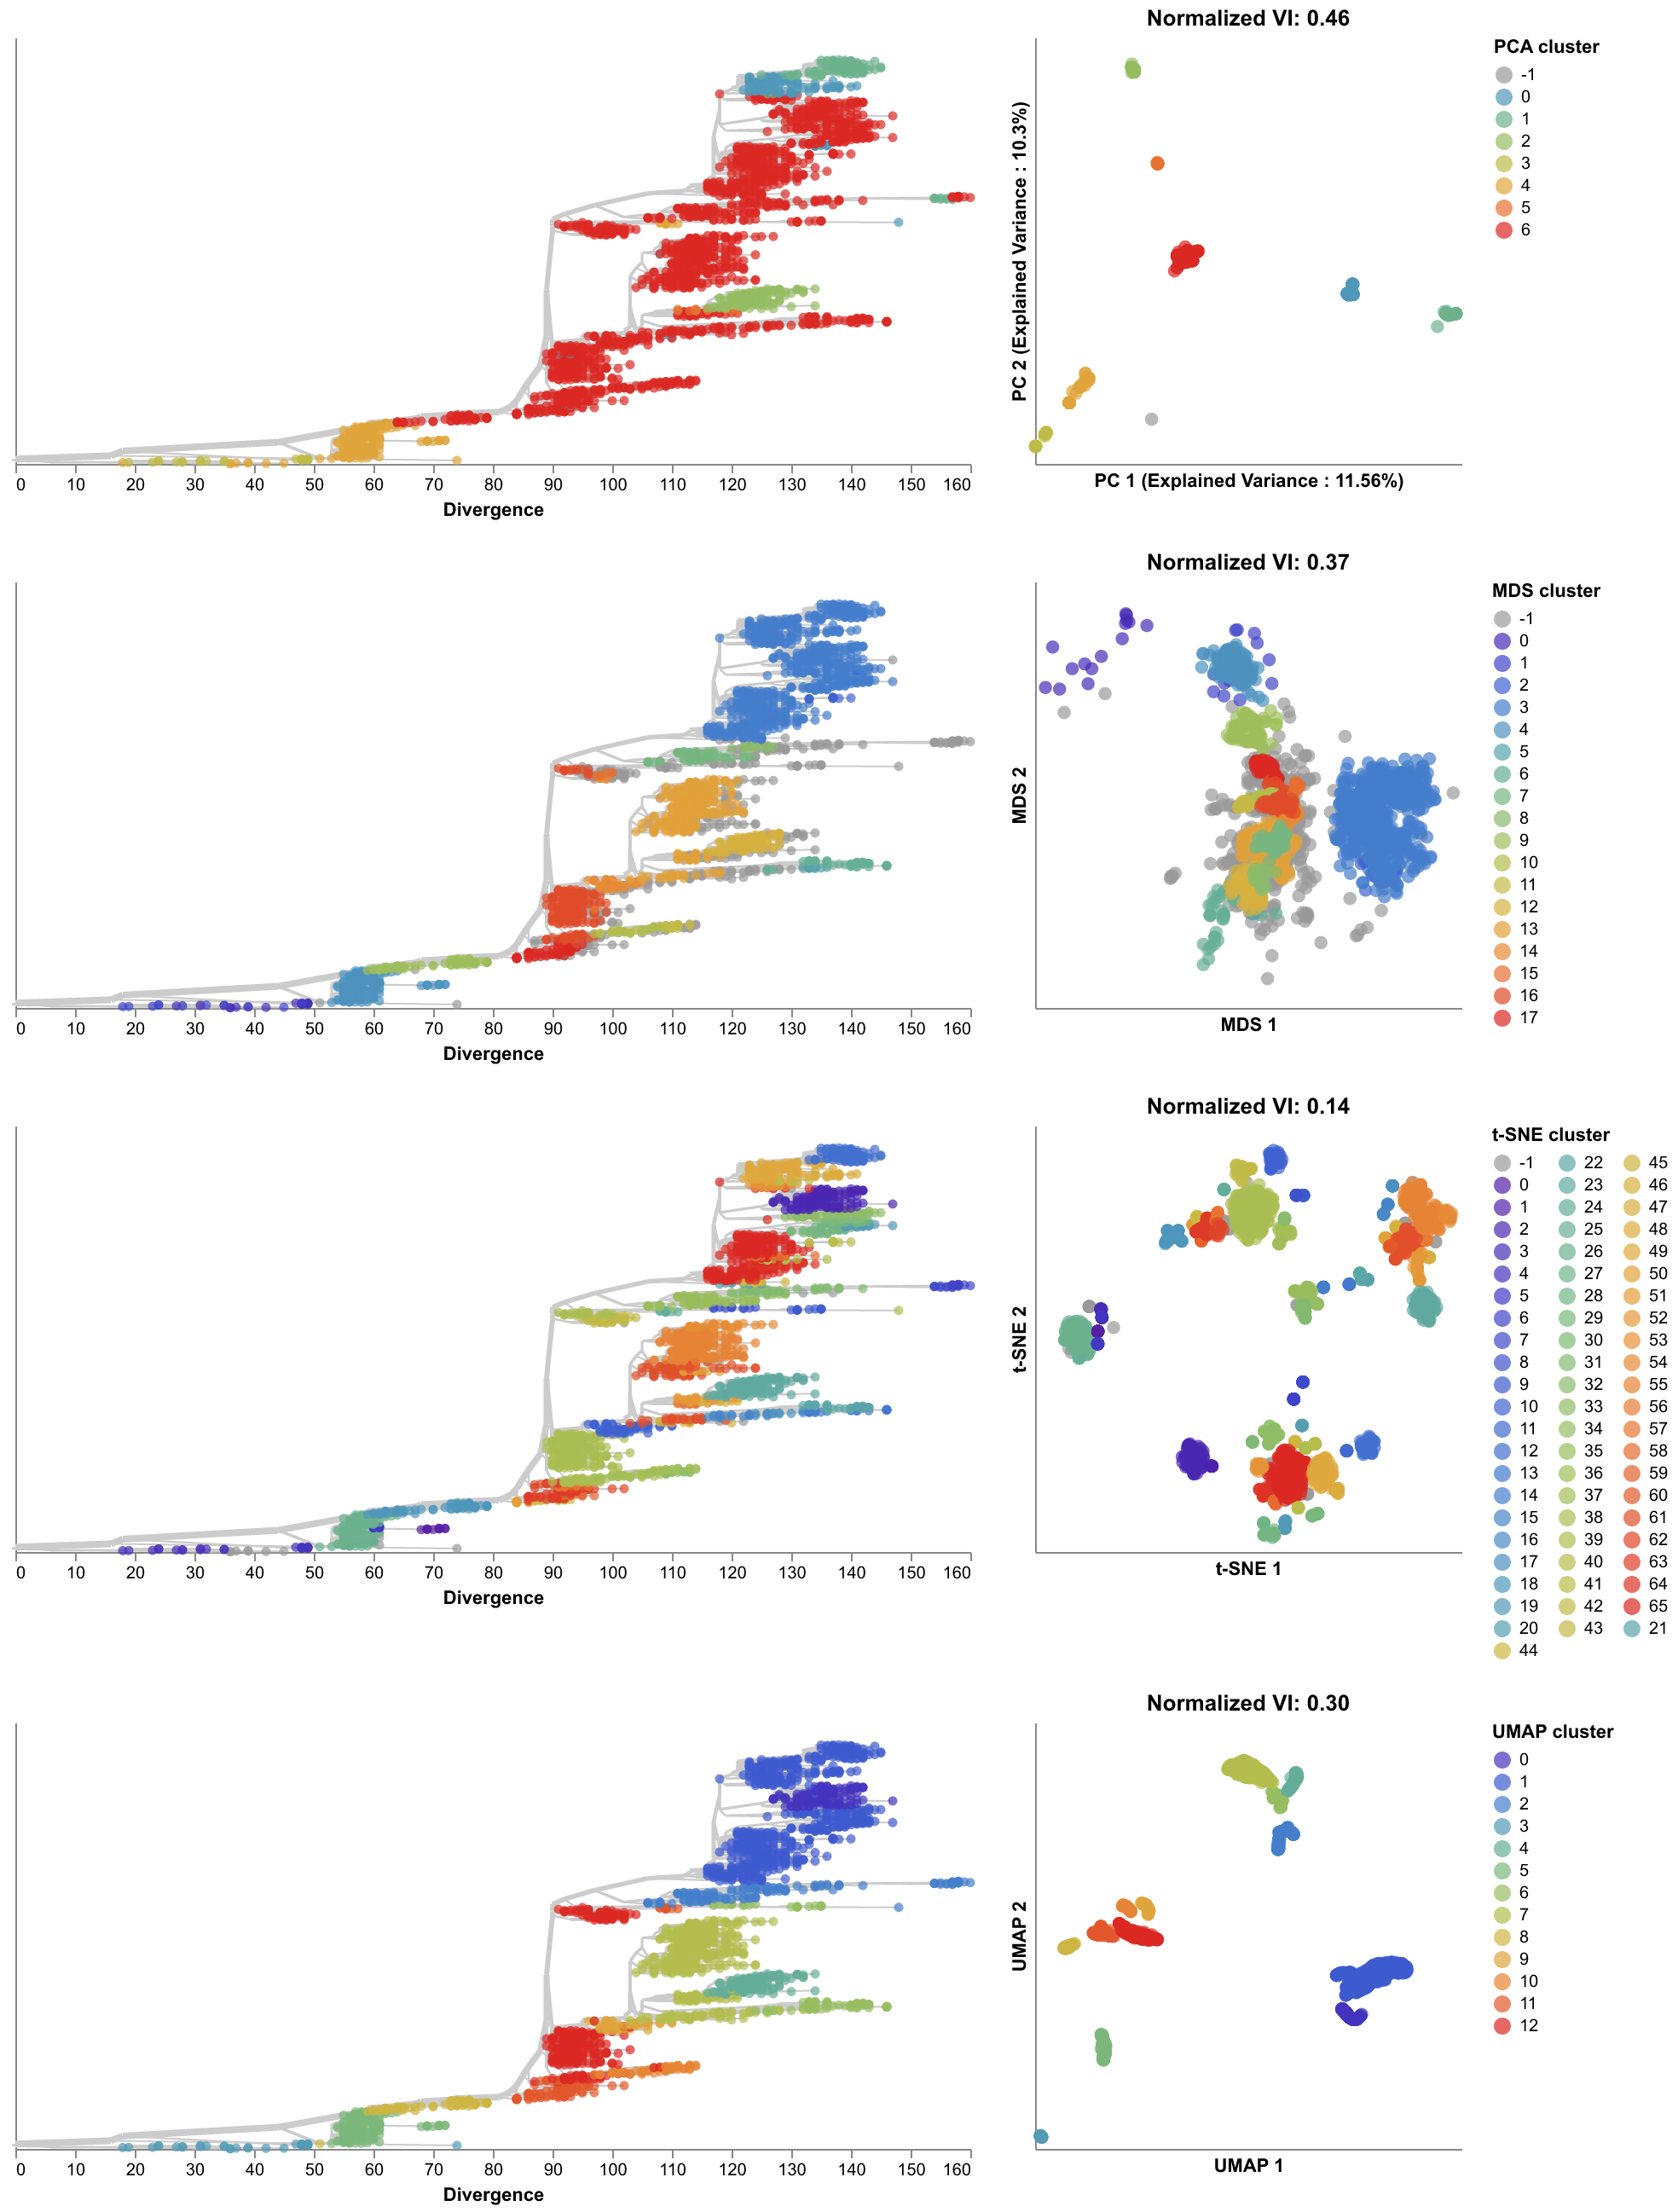 Normalized VI: 0.46
PCA cluster
-1
0
1
2
3
4
5
6
PC 2 (Explained Variance : 10.3%)
0 10 20 30 40 50 60 70 80 90 100 110 120 130 140 150 160
Divergence
PC 1 (Explained Variance : 11.56%)
Normalized VI: 0.37
MDS cluster
-1
0
1
2
3
4
5
6
7
8
9
10
11
12
13
14
15
16
17
MDS 2
0 10 20 30 40 50 60 70 80 90 100 110 120 130 140 150 160
Divergence
MDS 1
Normalized VI: 0.14
t-SNE cluster
-1 22 45
0 23 46
1 24 47
2 25 48
3 26 49
4 27 50
5 28 51
6 29 52
7 30 53
8 31 54
9 32 55
10 33 56
11 34 57
12 35 58
13 36 59
14 37 60
15 38 61
16 39 62
17 40 63
18 41 64
19 42 65
20 43 21
44
t-SNE 2
0 10 20 30 40 50 60 70 80 90 100 110 120 130 140 150 160
Divergence
t-SNE 1
Normalized VI: 0.30
UMAP cluster
0
1
2
3
4
5
6
7
8
9
10
11
12
UMAP 2
0 10 20 30 40 50 60 70 80 90 100 110 120 130 140 150 160
Divergence
UMAP 1